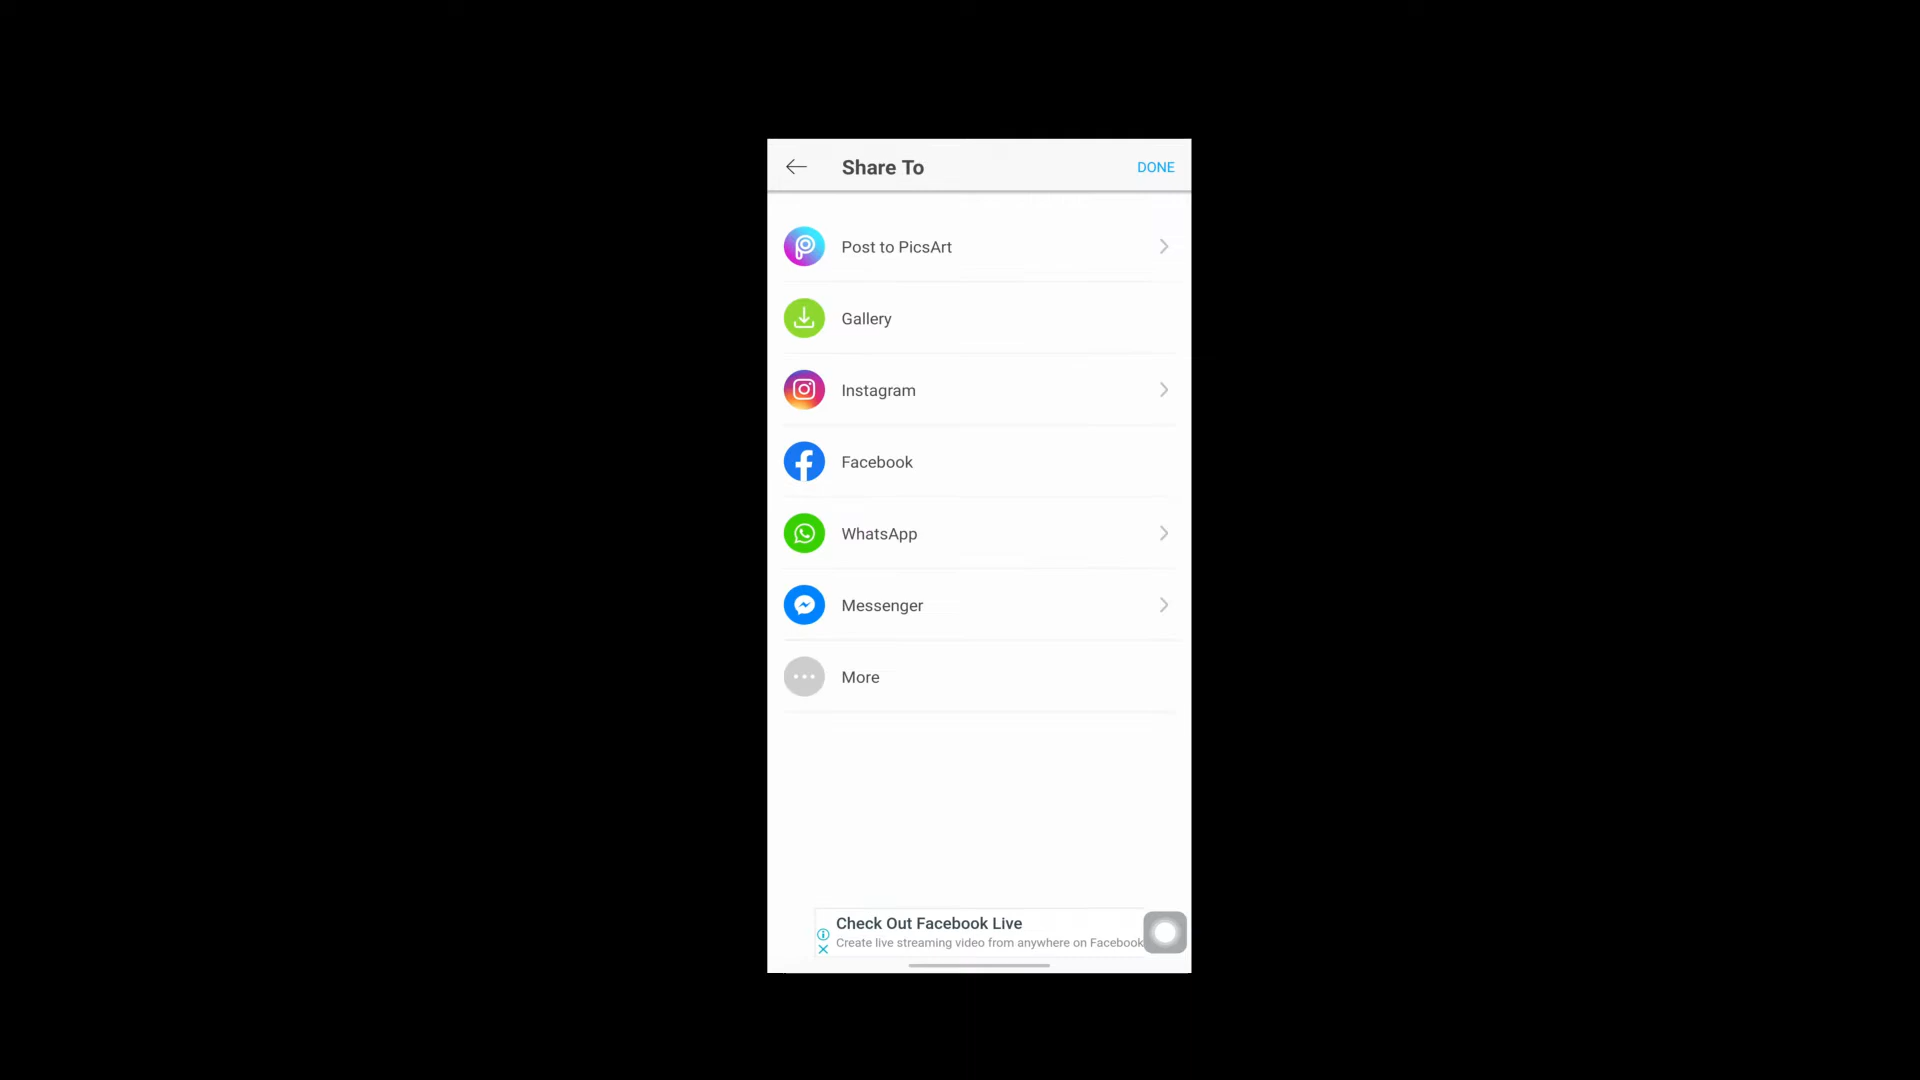 Share To
DONE
Post to PicsArt
Gallery
Instagram
Facebook
WhatsApp
Messenger
More
Check Out Facebook Live
Create live streaming video from anywhere on Facebook